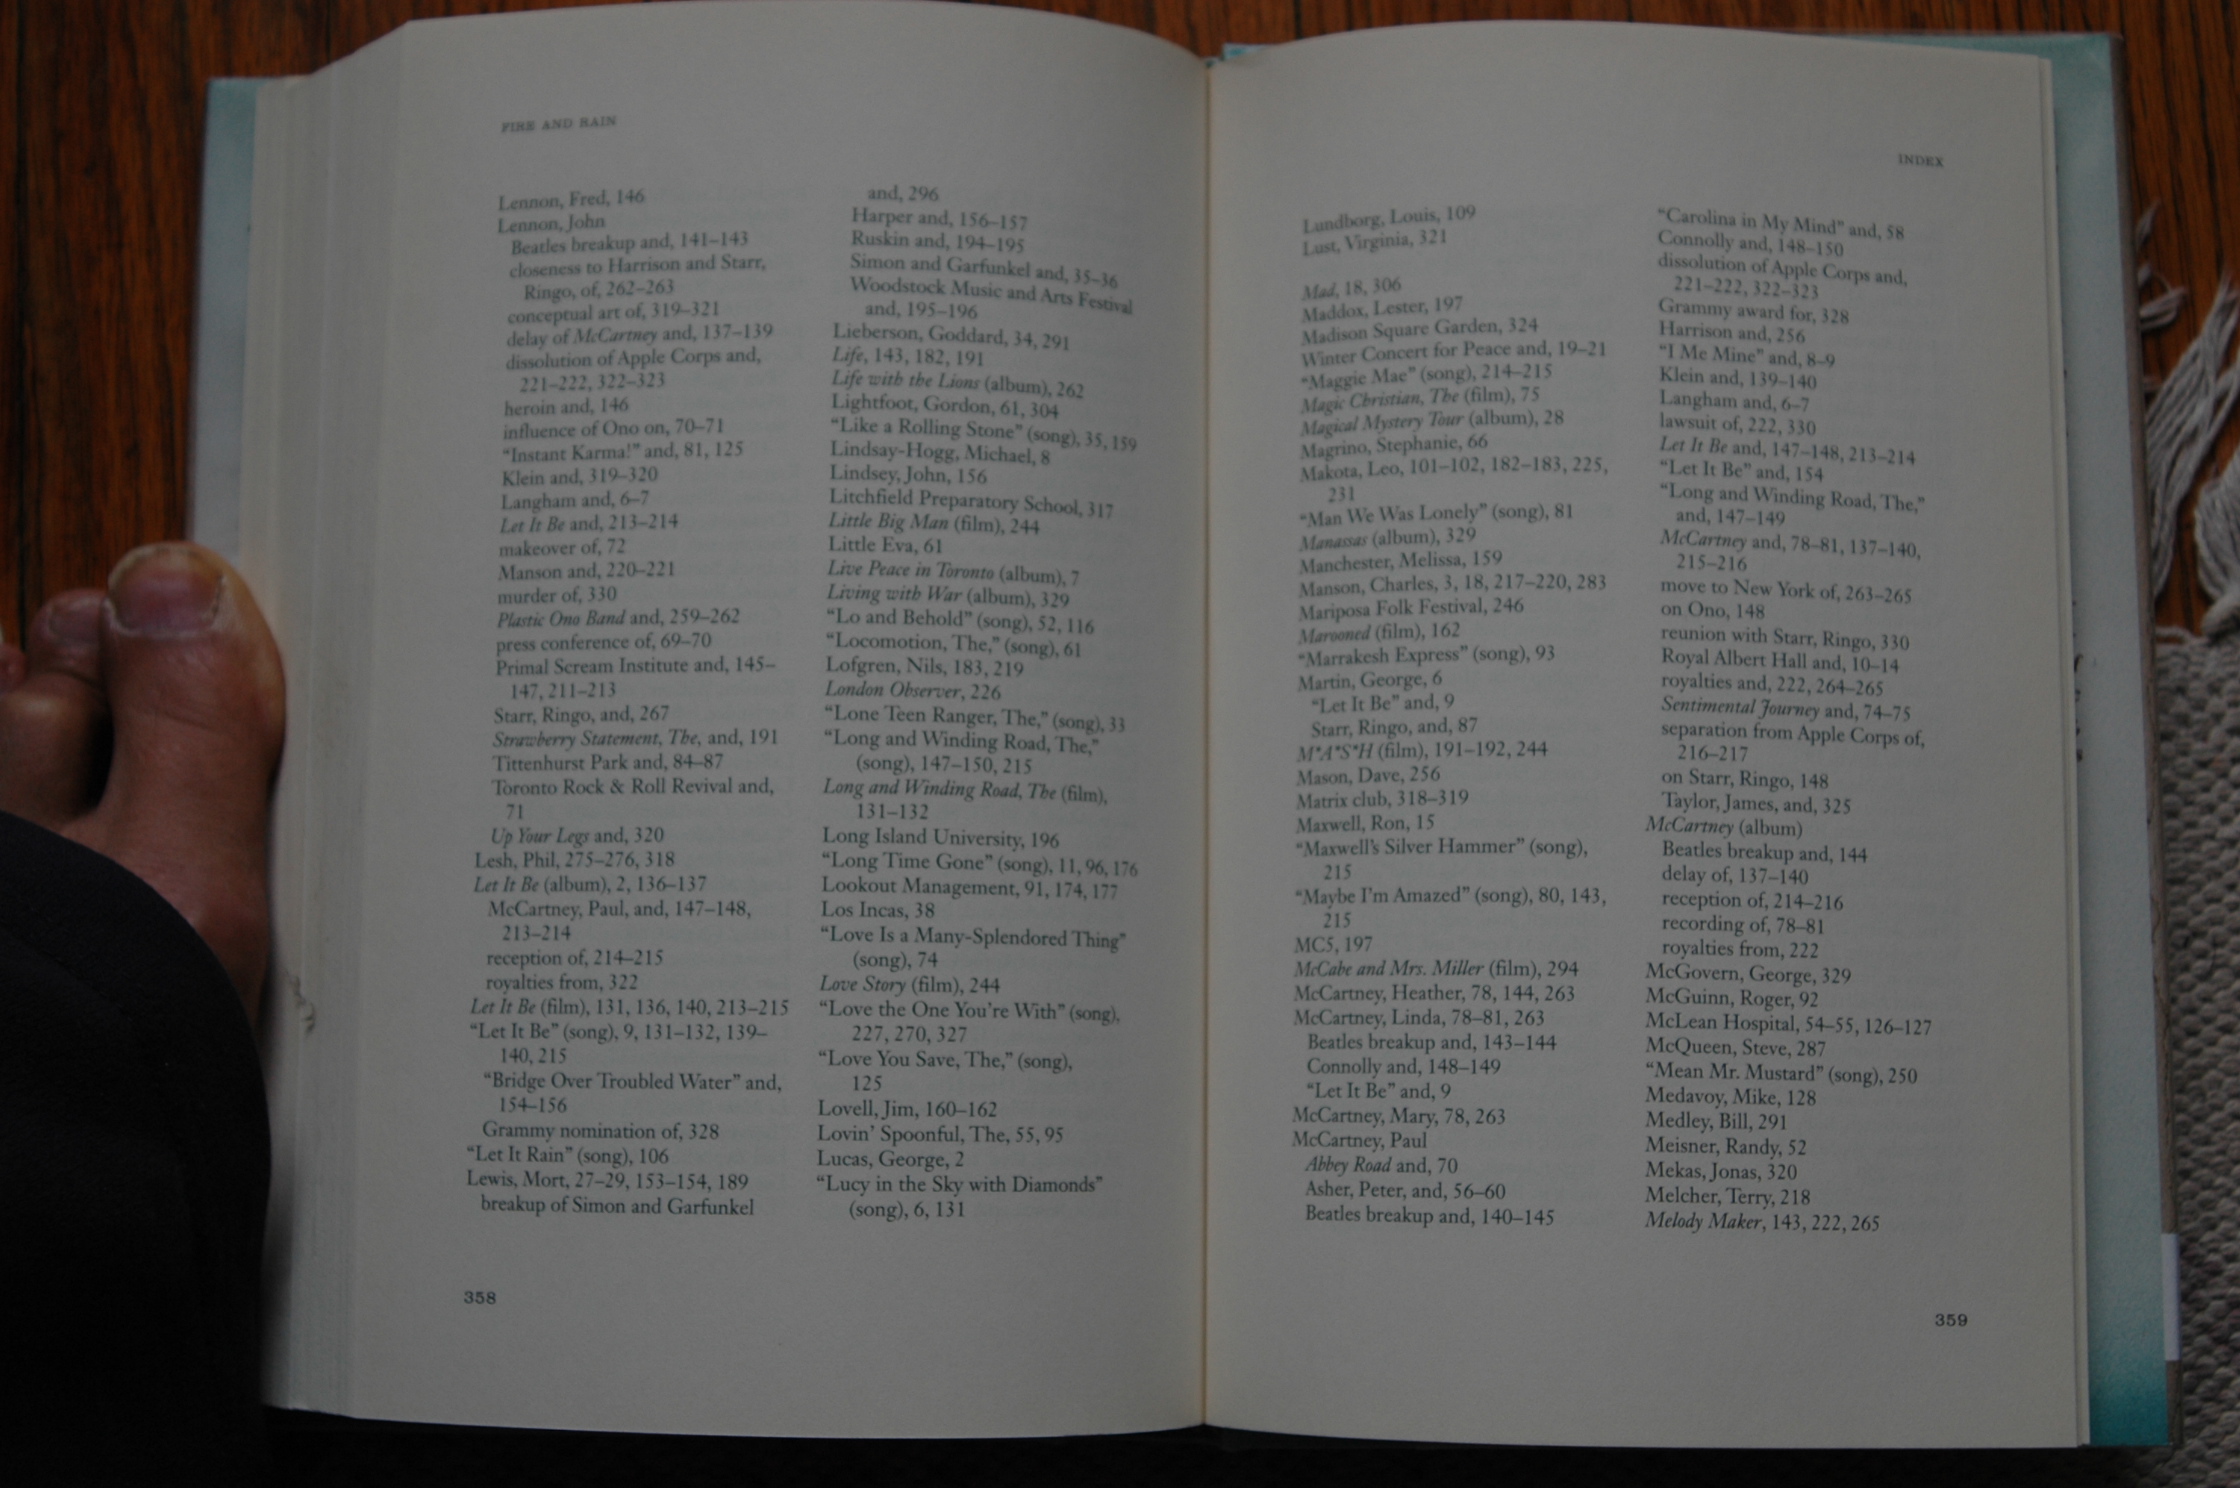 FIRE AND RAIN
Lennon, Fred, 146
Lennon, John
Beatles breakup and, 141–143
closeness to Harrison and Starr,
Ringo, of, 262–263
conceptual art of, 319–321
delay of McCartney and, 137–139
dissolution of Apple Corps and,
221–222, 322–323
heroin and, 146
influence of Ono on, 70–71
“Instant Karma!” and, 81, 125
Klein and, 319–320
Langham and, 6–7
Let It Be and, 213–214
makeover of, 72
Manson and, 220–221
murder of, 330
Plastic Ono Band and, 259–262
press conference of, 69–70
Primal Scream Institute and, 145–
147, 211–213
Starr, Ringo, and, 267
Strawberry Statement, The, and, 191
Tittenhurst Park and, 84–87
Toronto Rock & Roll Revival and,
71
Up Your Legs and, 320
Lesh, Phil, 275–276, 318
Let It Be (album), 2, 136–137
McCartney, Paul, and, 147–148,
213–214
reception of, 214–215
royalties from, 322
Let It Be (film), 131, 136, 140, 213–215
“Let It Be” (song), 9, 131–132, 139–
140, 215
“Bridge Over Troubled Water” and,
154–156
Grammy nomination of, 328
“Let It Rain” (song), 106
Lewis, Mort, 27–29, 153–154, 189
breakup of Simon and Garfunkel
and, 296
Harper and, 156–157
Ruskin and, 194–195
Simon and Garfunkel and, 35–36
Woodstock Music and Arts Festival
and, 195–196
Lieberson, Goddard, 34, 291
Life, 143, 182, 191
Life with the Lions (album), 262
Lightfoot, Gordon, 61, 304
“Like a Rolling Stone” (song), 35, 159
Lindsay-Hogg, Michael, 8
Lindsey, John, 156
Litchfield Preparatory School, 317
Little Big Man (film), 244
Little Eva, 61
Live Peace in Toronto (album), 7
Living with War (album), 329
“Lo and Behold” (song), 52, 116
“Locomotion, The,” (song), 61
Lofgren, Nils, 183, 219
London Observer, 226
“Lone Teen Ranger, The,” (song), 33
“Long and Winding Road, The,”
(song), 147–150, 215
Long and Winding Road, The (film),
131–132
Long Island University, 196
“Long Time Gone” (song), 11, 96, 176
Lookout Management, 91, 174, 177
Los Incas, 38
“Love Is a Many-Splendored Thing”
(song), 74
Love Story (film), 244
“Love the One You’re With” (song),
227, 270, 327
“Love You Save, The,” (song),
125
Lovell, Jim, 160–162
Lovin’ Spoonful, The, 55, 95
Lucas, George, 2
“Lucy in the Sky with Diamonds”
(song), 6, 131
358
INDEX
Lundborg, Louis, 109
Lust, Virginia, 321
Mad, 18, 306
Maddox, Lester, 197
Madison Square Garden, 324
Winter Concert for Peace and, 19–21
“Maggie Mae” (song), 214–215
Magic Christian, The (film), 75
Magical Mystery Tour (album), 28
Magrino, Stephanie, 66
Makota, Leo, 101–102, 182–183, 225,
231
“Man We Was Lonely” (song), 81
Manassas (album), 329
Manchester, Melissa, 159
Manson, Charles, 3, 18, 217–220, 283
Mariposa Folk Festival, 246
Marooned (film), 162
“Marrakesh Express” (song), 93
Martin, George, 6
“Let It Be” and, 9
Starr, Ringo, and, 87
M*A*S*H (film), 191–192, 244
Mason, Dave, 256
Matrix club, 318–319
Maxwell, Ron, 15
“Maxwell’s Silver Hammer” (song),
215
“Maybe I’m Amazed” (song), 80, 143,
215
MC5, 197
McCabe and Mrs. Miller (film), 294
McCartney, Heather, 78, 144, 263
McCartney, Linda, 78–81, 263
Beatles breakup and, 143–144
Connolly and, 148–149
“Let It Be” and, 9
McCartney, Mary, 78, 263
McCartney, Paul
Abbey Road and, 70
Asher, Peter, and, 56–60
Beatles breakup and, 140–145
“Carolina in My Mind” and, 58
Connolly and, 148–150
dissolution of Apple Corps and,
221–222, 322–323
Grammy award for, 328
Harrison and, 256
“I Me Mine” and, 8–9
Klein and, 139–140
Langham and, 6–7
lawsuit of, 222, 330
Let It Be and, 147–148, 213–214
“Let It Be” and, 154
“Long and Winding Road, The,”
and, 147–149
McCartney and, 78–81, 137–140,
215–216
move to New York of, 263–265
on Ono, 148
reunion with Starr, Ringo, 330
Royal Albert Hall and, 10–14
royalties and, 222, 264–265
Sentimental Journey and, 74–75
separation from Apple Corps of,
216–217
on Starr, Ringo, 148
Taylor, James, and, 325
McCartney (album)
Beatles breakup and, 144
delay of, 137–140
reception of, 214–216
recording of, 78–81
royalties from, 222
McGovern, George, 329
McGuinn, Roger, 92
McLean Hospital, 54–55, 126–127
McQueen, Steve, 287
“Mean Mr. Mustard” (song), 250
Medavoy, Mike, 128
Medley, Bill, 291
Meisner, Randy, 52
Mekas, Jonas, 320
Melcher, Terry, 218
Melody Maker, 143, 222, 265
359